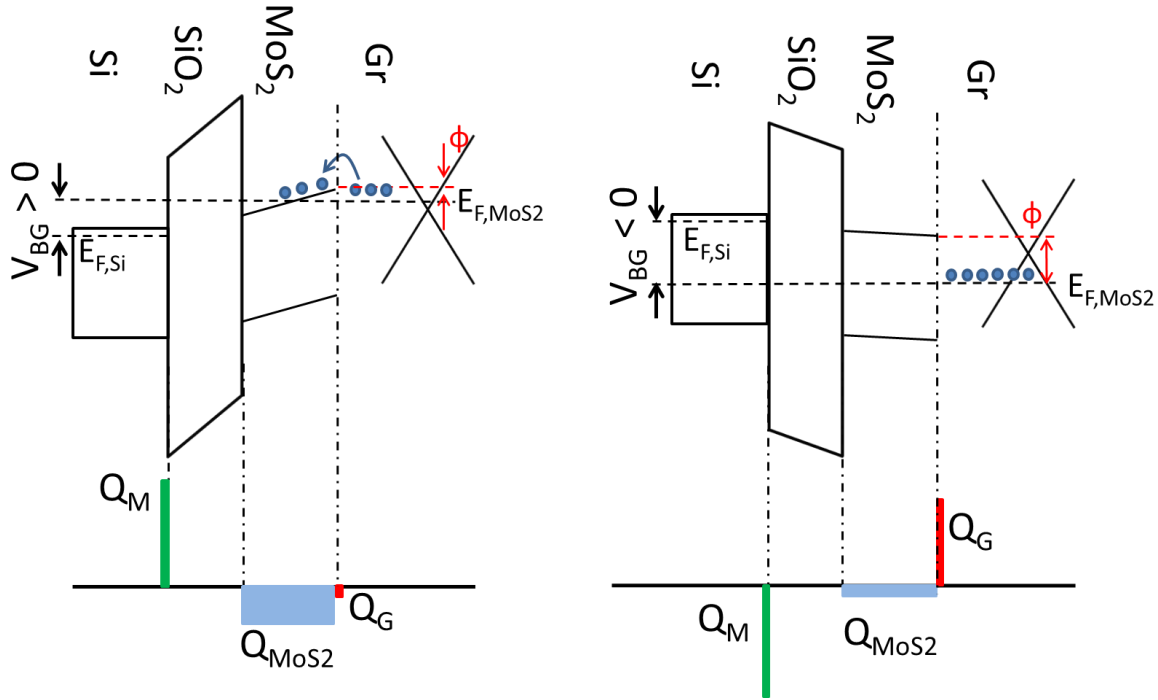 Si
SiO2
MoS2
Gr
VBG > 0
EF,Si
ϕ
EF,MoS2
QM
QMoS2
QG
Si
SiO2
MoS2
Gr
VBG < 0
EF,Si
ϕ
EF,MoS2
QM
QMoS2
QG